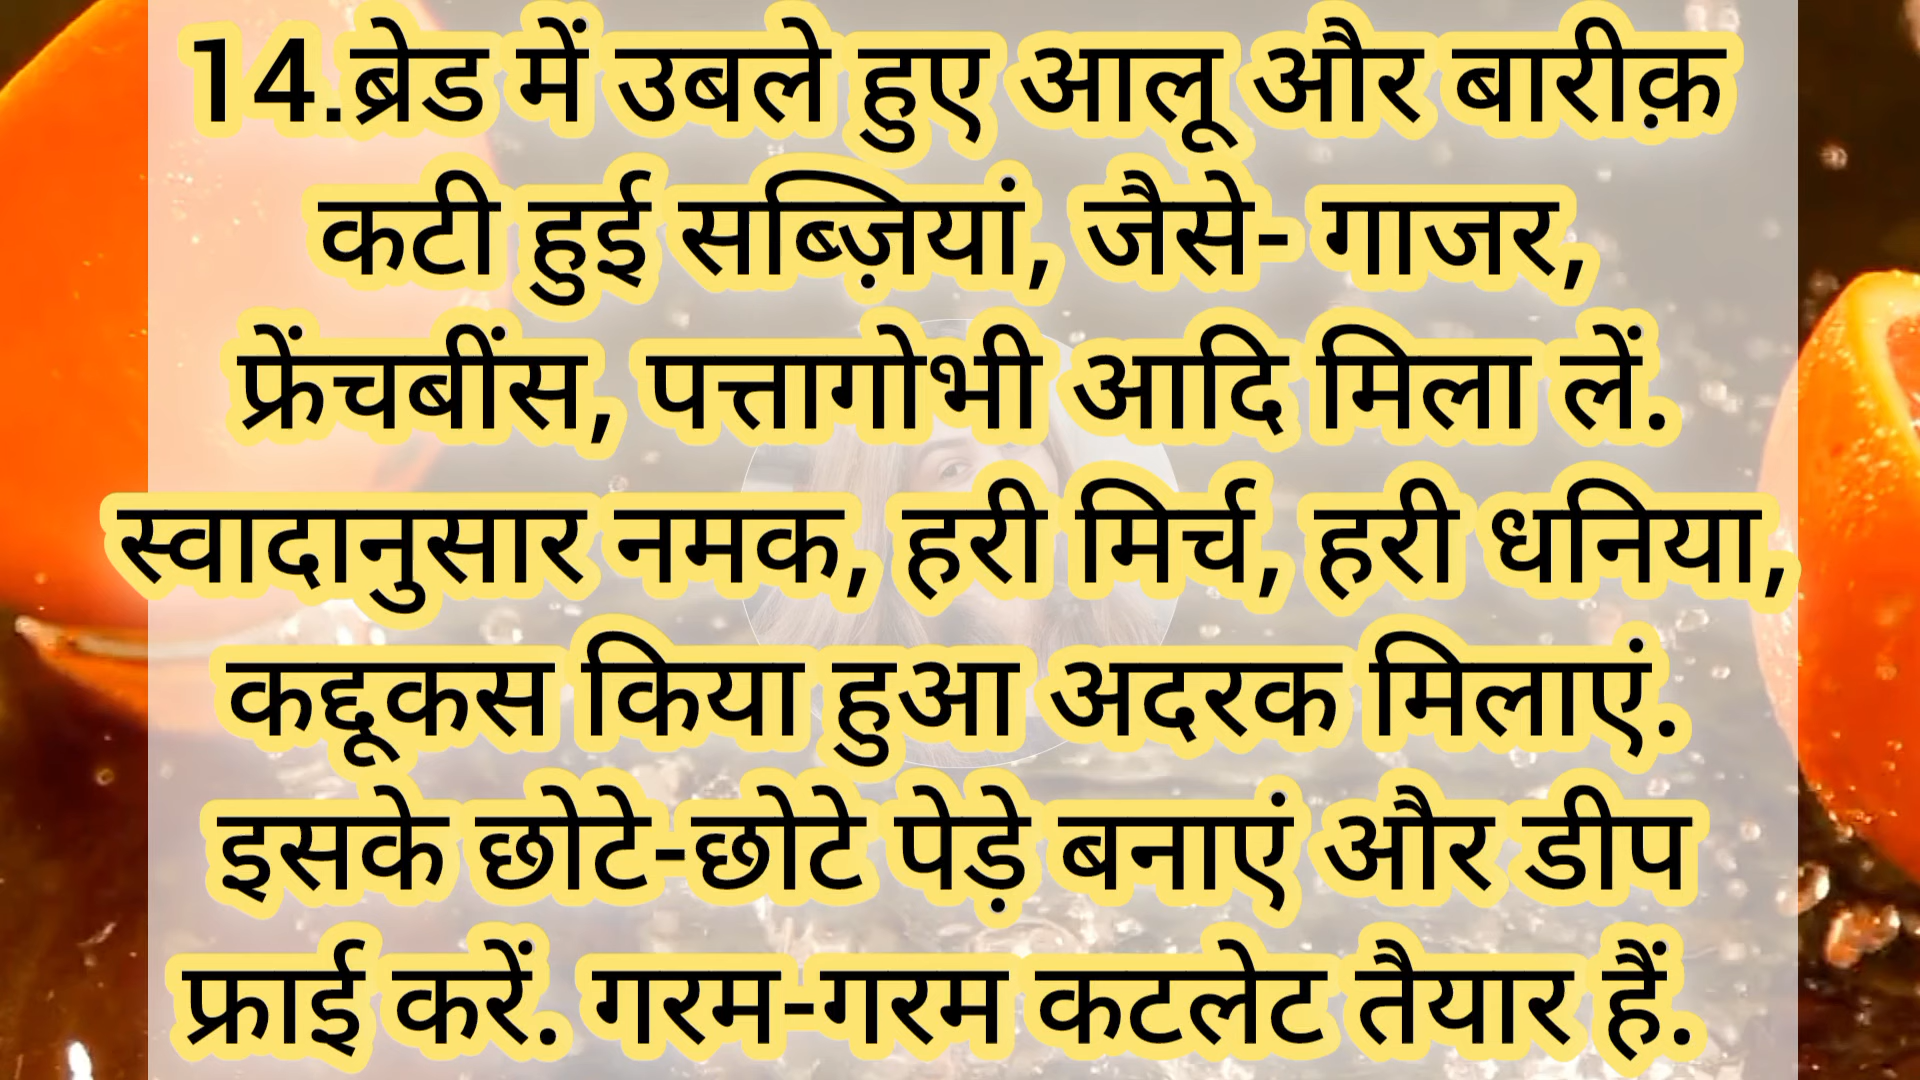 14.ब्रेड में उबले हुए आलू और बारीक़
कटी हुई सब्ज़ियां, जैसे- गाजर,
फ्रेंचबींस, पत्तागोभी आदि मिला लें.
स्वादानुसार नमक, हरी मिर्च, हरी धनिया,
कद्दूकस किया हुआ अदरक मिलाएं.
इसके छोटे-छोटे पेड़े बनाएं और डीप
फ्राई करें. गरम-गरम कटलेट तैयार हैं.